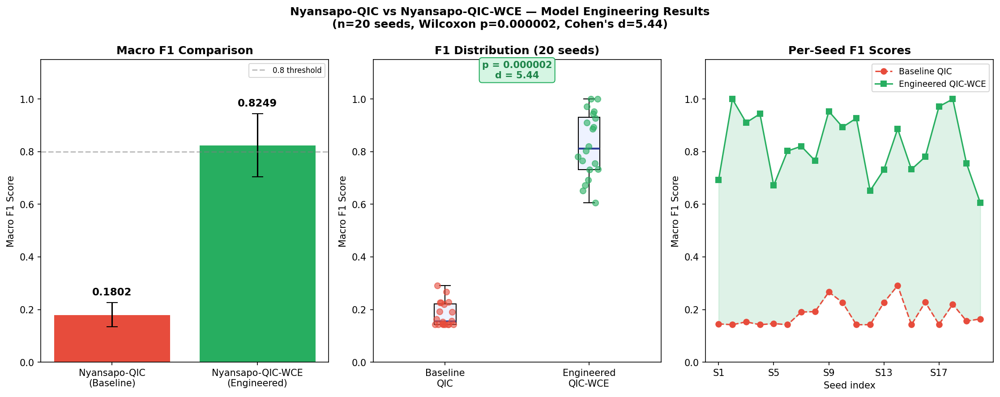 Nyansapo-QIC vs Nyansapo-QIC-WCE — Model Engineering Results
(n=20 seeds, Wilcoxon p=0.000002, Cohen's d=5.44)
Macro F1 Comparison
0.8 threshold
0.8249
0.1802
Macro F1 Score
1.0
0.8
0.6
0.4
0.2
0.0
Nyansapo-QIC
(Baseline)
Nyansapo-QIC-WCE
(Engineered)
F1 Distribution (20 seeds)
p = 0.000002
d = 5.44
Macro F1 Score
1.0
0.8
0.6
0.4
0.2
0.0
Baseline
QIC
Engineered
QIC-WCE
Per-Seed F1 Scores
Baseline QIC
Engineered QIC-WCE
Macro F1 Score
1.0
0.8
0.6
0.4
0.2
0.0
S1 S5 S9 S13 S17
Seed index